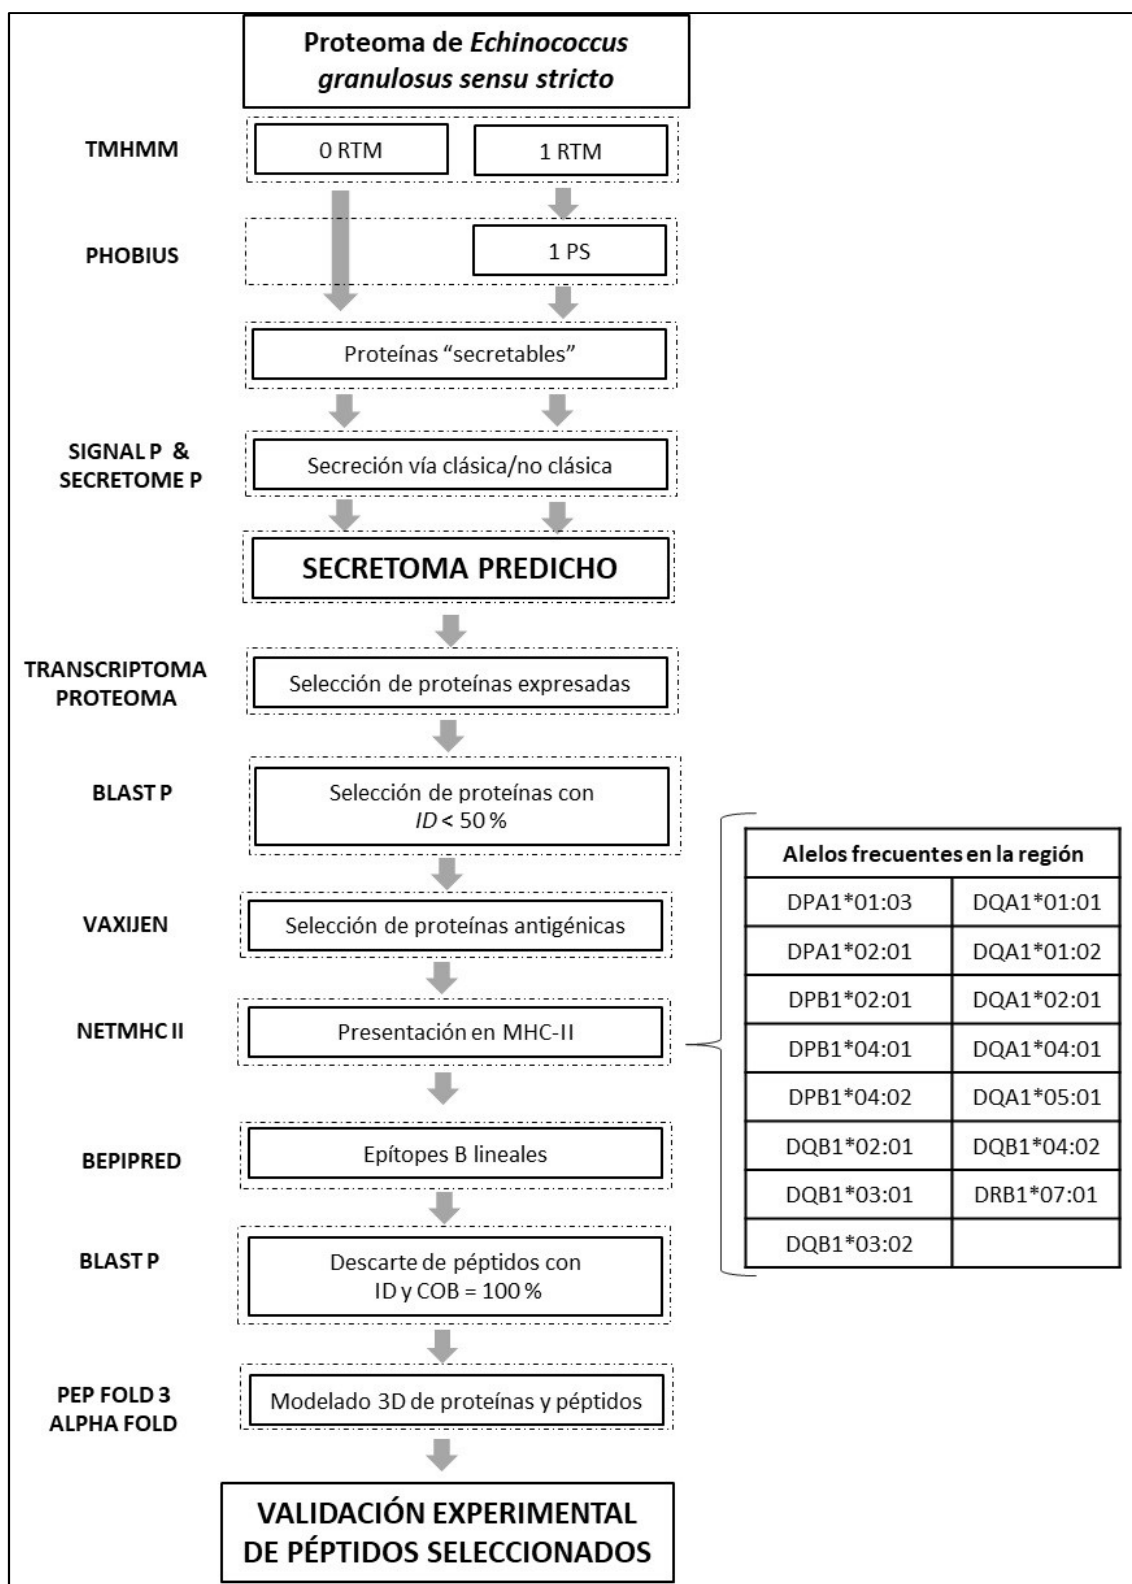 Proteoma de Echinococcus
granulosus sensu stricto
TMHMM
0 RTM
1 RTM
PHOBIUS
1 PS
Proteínas “secretables”
SIGNAL P &
SECRETOME P
Secreción vía clásica/no clásica
SECRETOMA PREDICHO
TRANSCRIPTOMA
PROTEOMA
Selección de proteínas expresadas
BLAST P
Selección de proteínas con
ID < 50 %
VAXIJEN
Selección de proteínas antigénicas
NETMHC II
Presentación en MHC-II
Alelos frecuentes en la región
DPA1*01:03 DQA1*01:01
DPA1*02:01 DQA1*01:02
DPB1*02:01 DQA1*02:01
DPB1*04:01 DQA1*04:01
DPB1*04:02 DQA1*05:01
DQB1*02:01 DQB1*04:02
DQB1*03:01 DRB1*07:01
DQB1*03:02
BEPIPRED
Epítopes B lineales
BLAST P
Descarte de péptidos con
ID y COB = 100 %
PEP FOLD 3
ALPHA FOLD
Modelado 3D de proteínas y péptidos
VALIDACIÓN EXPERIMENTAL
DE PÉPTIDOS SELECCIONADOS